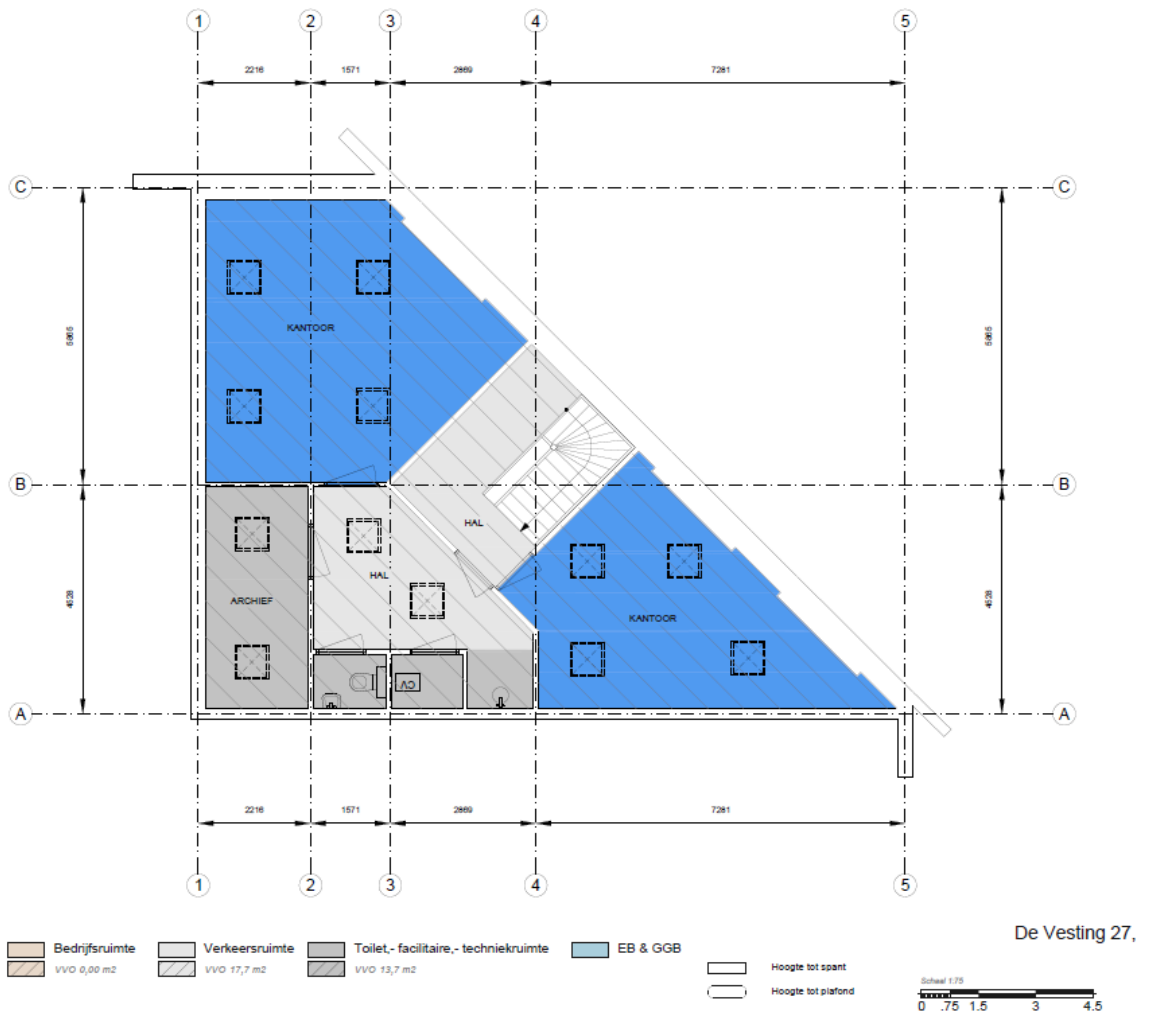 1 2 3 4 5
2216 1571 2869 7281
C C
5865 5865
KANTOOR
B B
HAL
4528 4528
HAL
ARCHIEF
KANTOOR
CV
A A
2216 1571 2869 7281
1 2 3 4 5
De Vesting 27,
Bedrijfsruimte Verkeersruimte Toilet,- facilitaire,- techniekruimte EB & GGB
VVO 0,00 m2 VVO 17,7 m2 VVO 13,7 m2
Hoogte tot spant
Hoogte tot plafond
Schaal 1:75
0 .75 1.5 3 4.5